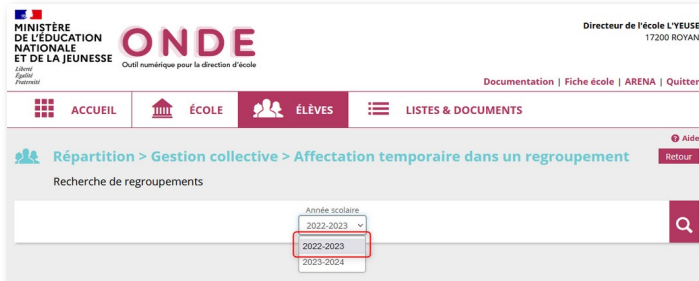 MINISTÈRE
DE L'ÉDUCATION
NATIONALE
ET DE LA JEUNESSE
Liberté
Égalité
Fraternité
ONDE
Outil numérique pour la direction d'école
Directeur de l'école L'YEUSE
17200 ROYAN
Documentation | Fiche école | ARENA | Quitter
ACCUEIL ÉCOLE ÉLÈVES LISTES & DOCUMENTS
Aide
Répartition > Gestion collective > Affectation temporaire dans un regroupement
Retour
Recherche de regroupements
Année scolaire
2022-2023
2022-2023
2023-2024